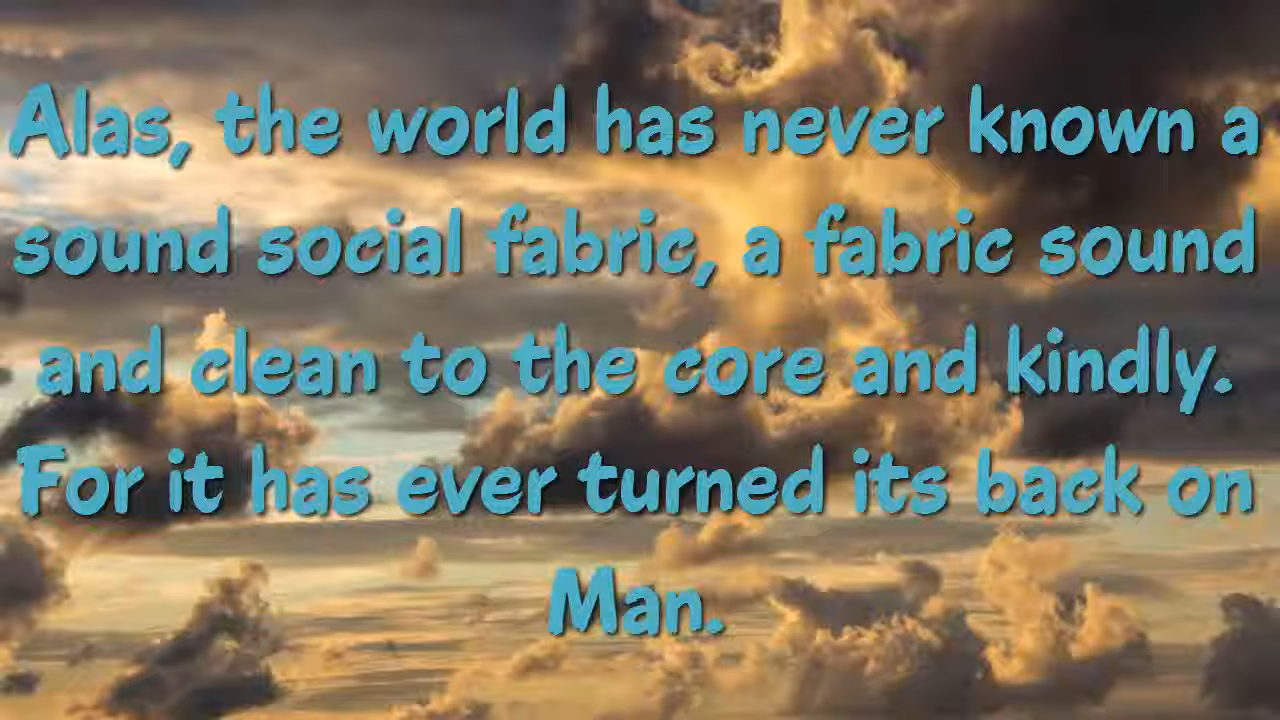 Alas, the world has never known a
sound social fabric, a fabric sound
and clean to the core and kindly.
For it has ever turned its back on
Man.